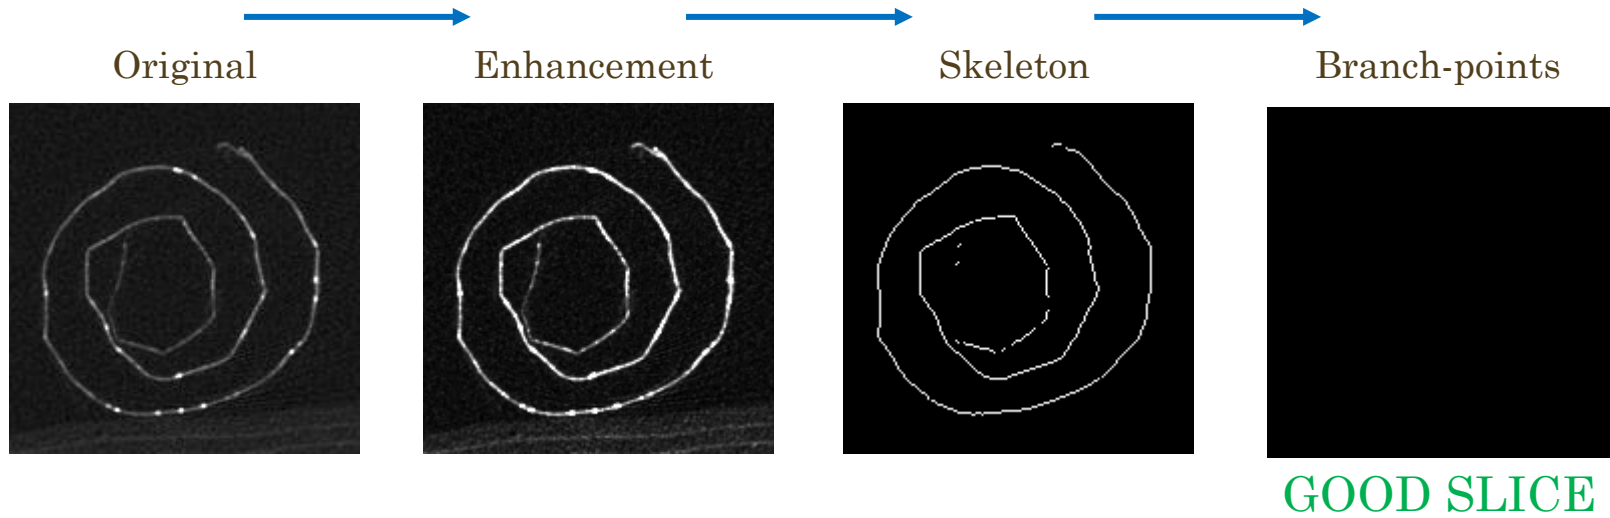 Original
Enhancement
Skeleton
Branch-points
GOOD SLICE